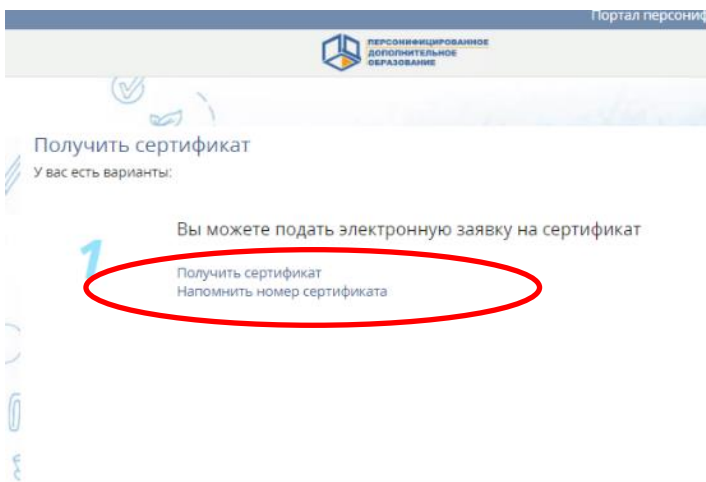 Портал
ПЕРСОНИФИЦИРОВАННОЕ
ДОПОЛНИТЕЛЬНОЕ
ОБРАЗОВАНИЕ
Получить сертификат
У вас есть варианты:
1
Вы можете подать электронную заявку на сертификат
Получить сертификат
Напомнить номер сертификата